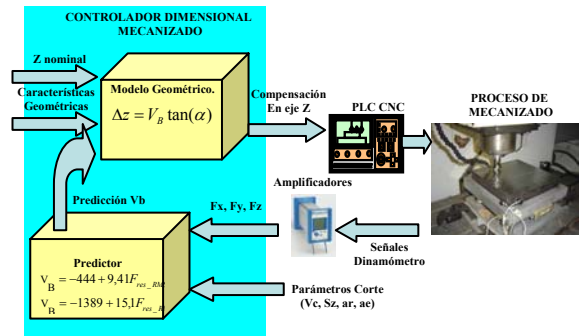 CONTROLADOR DIMENSIONAL
MECANIZADO
Z nominal
Características
Geométricas
Modelo Geométrico.
Δz = V_B tan(α)
Compensación
En eje Z
PLC CNC
PROCESO DE
MECANIZADO
Predicción Vb
Fx, Fy, Fz
Amplificadores
Señales
Dinamómetro
Predictor
V_B = −444 + 9,41F_res_RMt
V_B = −1389 + 15,1F_res_Rt
Parámetros Corte
(Vc, Sz, ar, ae)